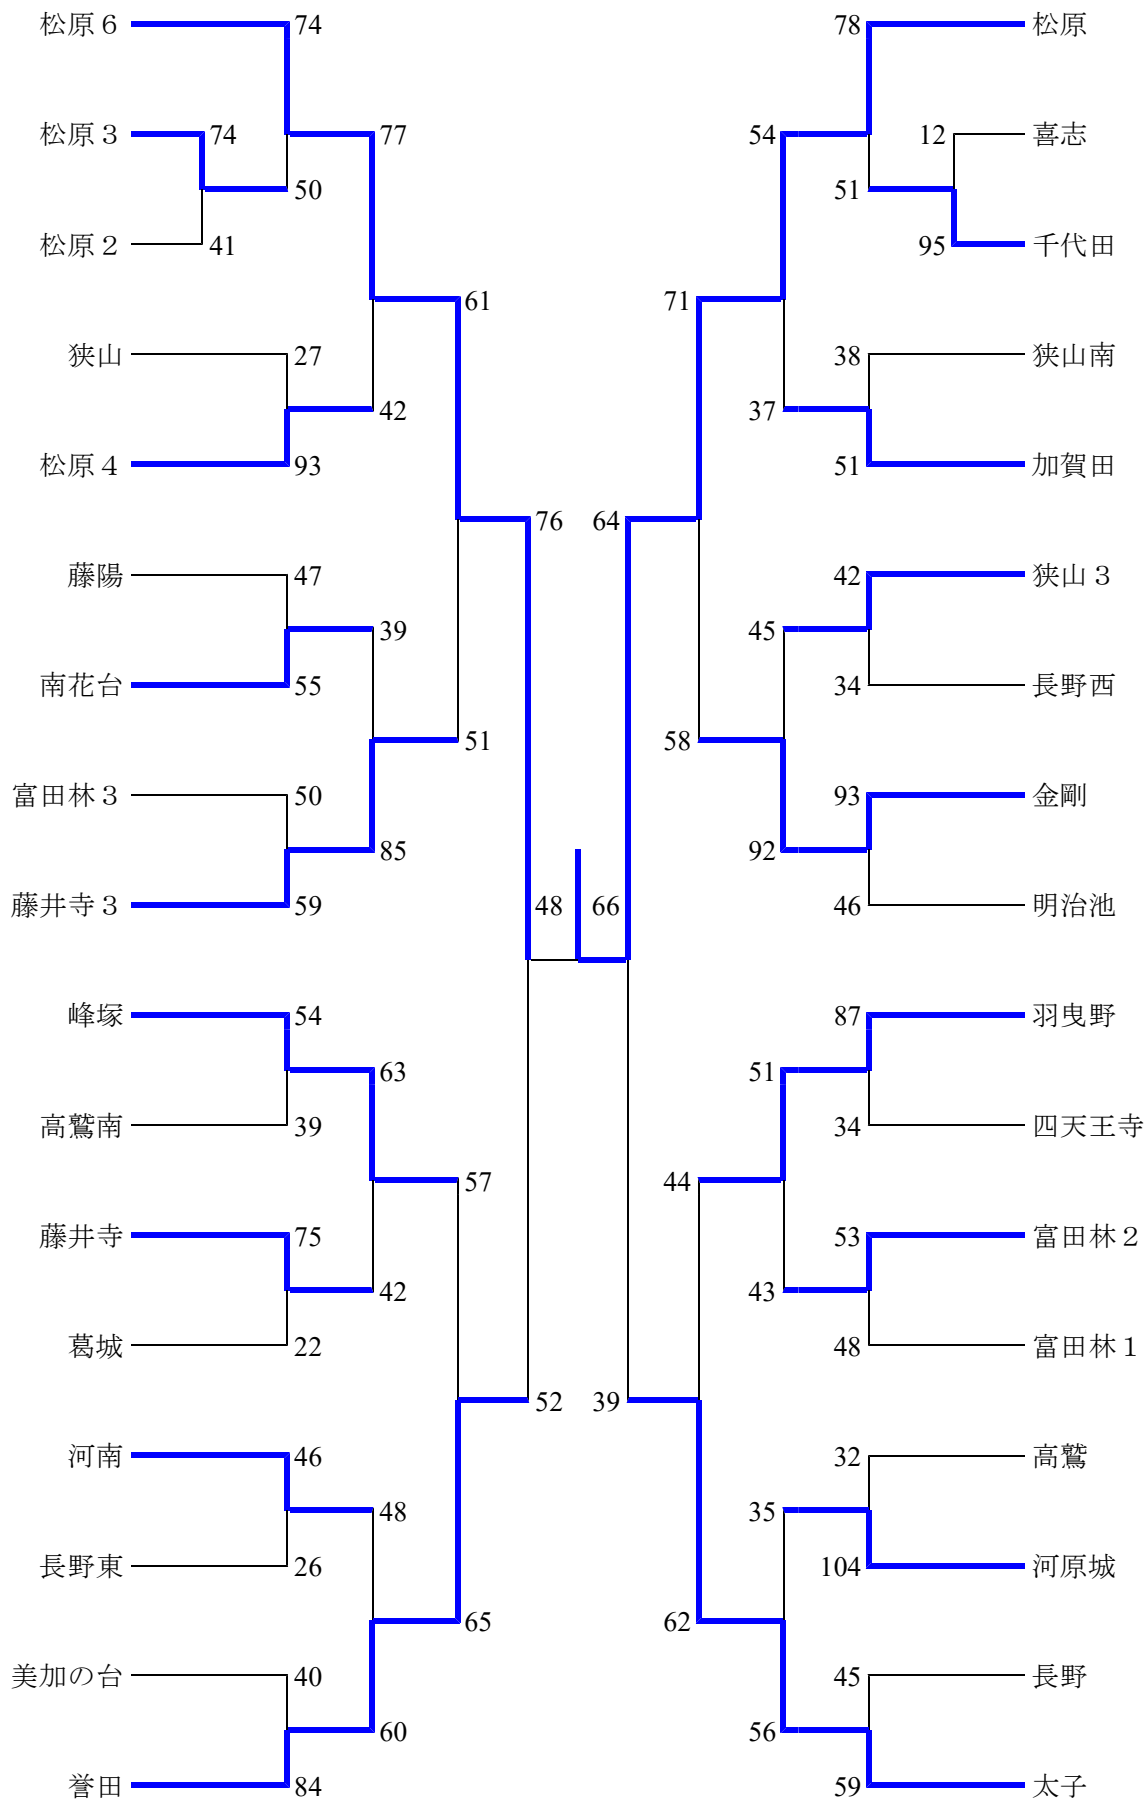 松原６ 74 78 松原
松原３ 74 77 54 12 喜志
50 51
松原２ 41 95 千代田
61 71
狭山 27 38 狭山南
42 37
松原４ 93 51 加賀田
76 64
藤陽 47 42 狭山３
39 45
南花台 55 34 長野西
51 58
富田林３ 50 93 金剛
85 92
藤井寺３ 59 48 66 46 明治池
峰塚 54 87 羽曳野
63 51
高鷲南 39 34 四天王寺
57 44
藤井寺 75 53 富田林２
42 43
葛城 22 48 富田林１
52 39
河南 46 32 高鷲
48 35
長野東 26 104 河原城
65 62
美加の台 40 45 長野
60 56
誉田 84 59 太子